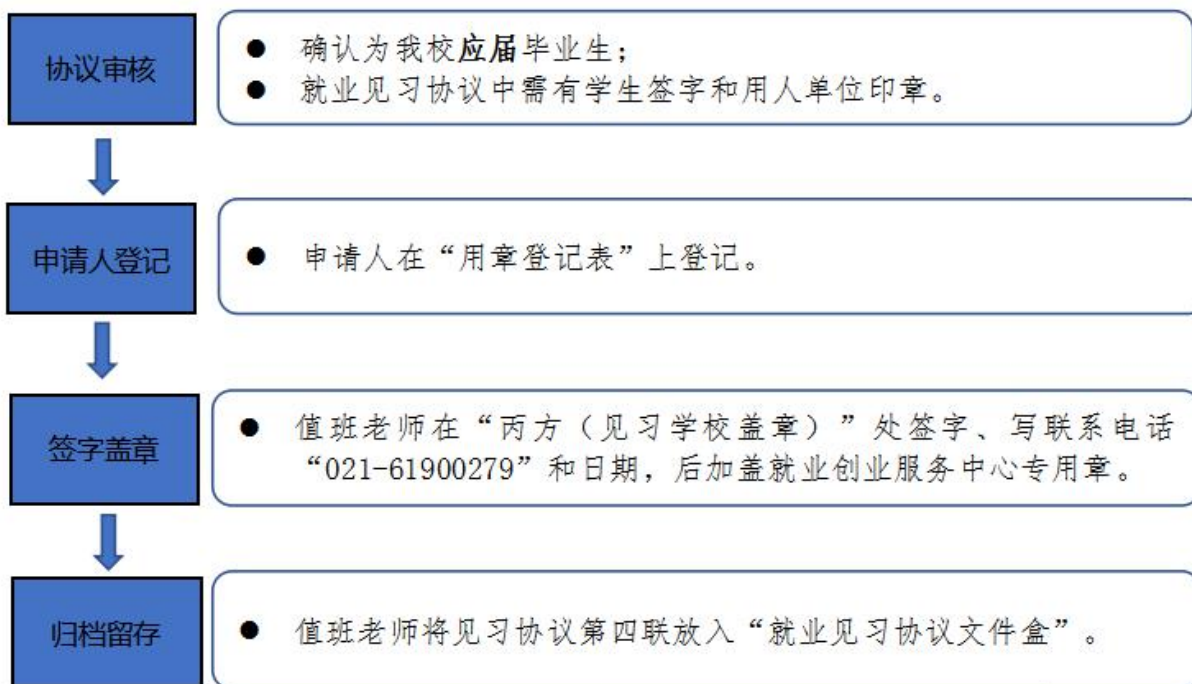 协议审核
● 确认为我校应届毕业生；
● 就业见习协议中需有学生签字和用人单位印章。
申请人登记
● 申请人在“用章登记表”上登记。
签字盖章
● 值班老师在“丙方（见习学校盖章）”处签字、写联系电话
“021-61900279”和日期，后加盖就业创业服务中心专用章。
归档留存
● 值班老师将见习协议第四联放入“就业见习协议文件盒”。